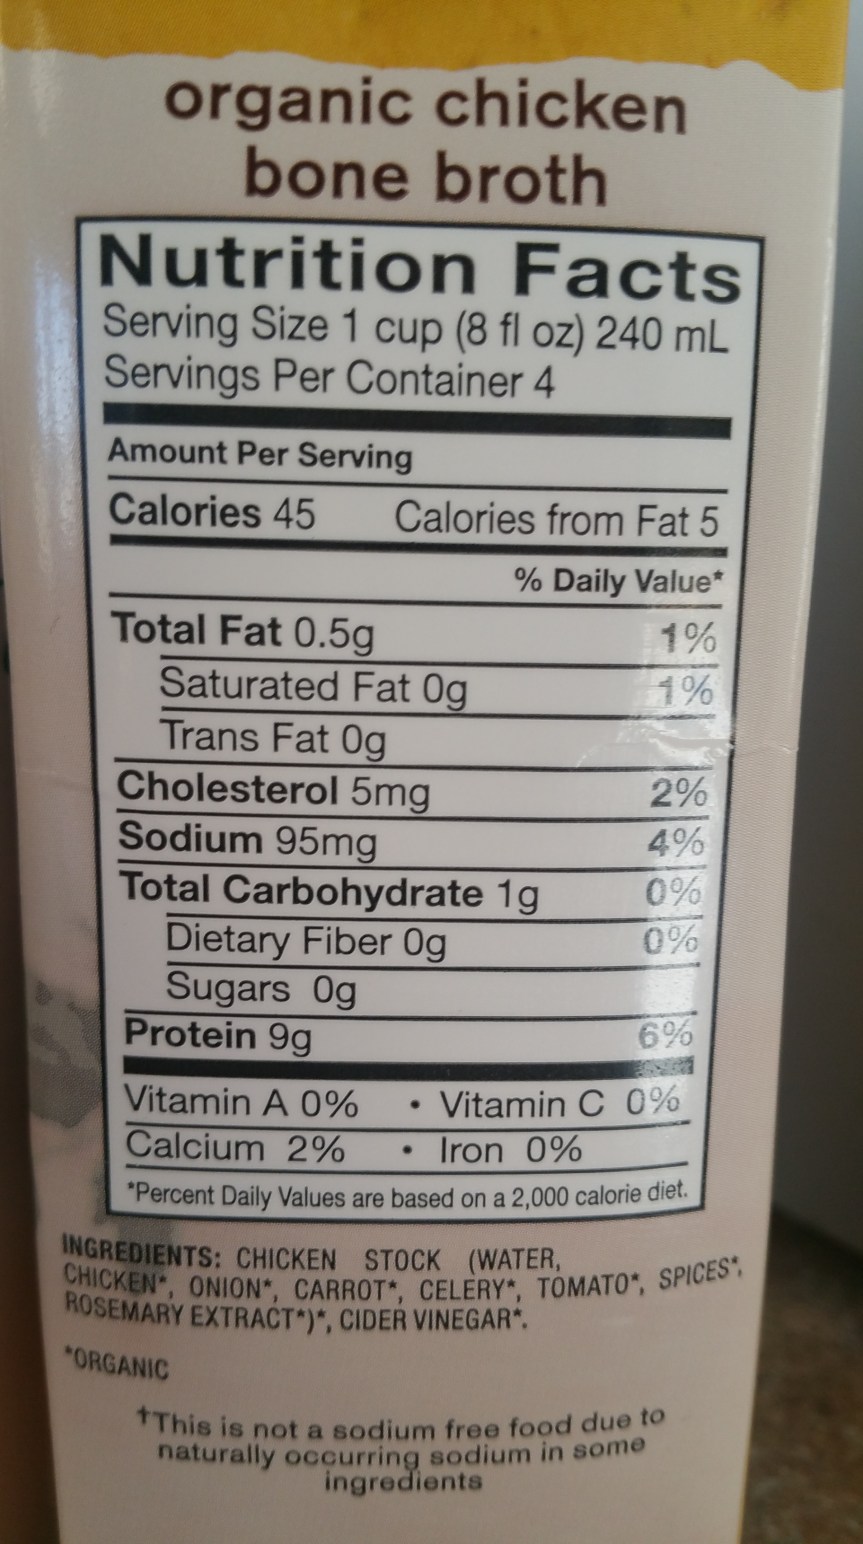 organic chicken
bone broth
Nutrition Facts
Serving Size 1 cup (8 fl oz) 240 mL
Servings Per Container 4
Amount Per Serving
Calories 45 Calories from Fat 5
% Daily Value*
Total Fat 0.5g 1%
Saturated Fat 0g 1%
Trans Fat 0g
Cholesterol 5mg 2%
Sodium 95mg 4%
Total Carbohydrate 1g 0%
Dietary Fiber 0g 0%
Sugars 0g
Protein 9g 6%
Vitamin A 0% • Vitamin C 0%
Calcium 2% • Iron 0%
*Percent Daily Values are based on a 2,000 calorie diet.
INGREDIENTS: CHICKEN STOCK (WATER,
CHICKEN*, ONION*, CARROT*, CELERY*, TOMATO*, SPICES*,
ROSEMARY EXTRACT*)*, CIDER VINEGAR*.
*ORGANIC
†This is not a sodium free food due to
naturally occurring sodium in some
ingredients